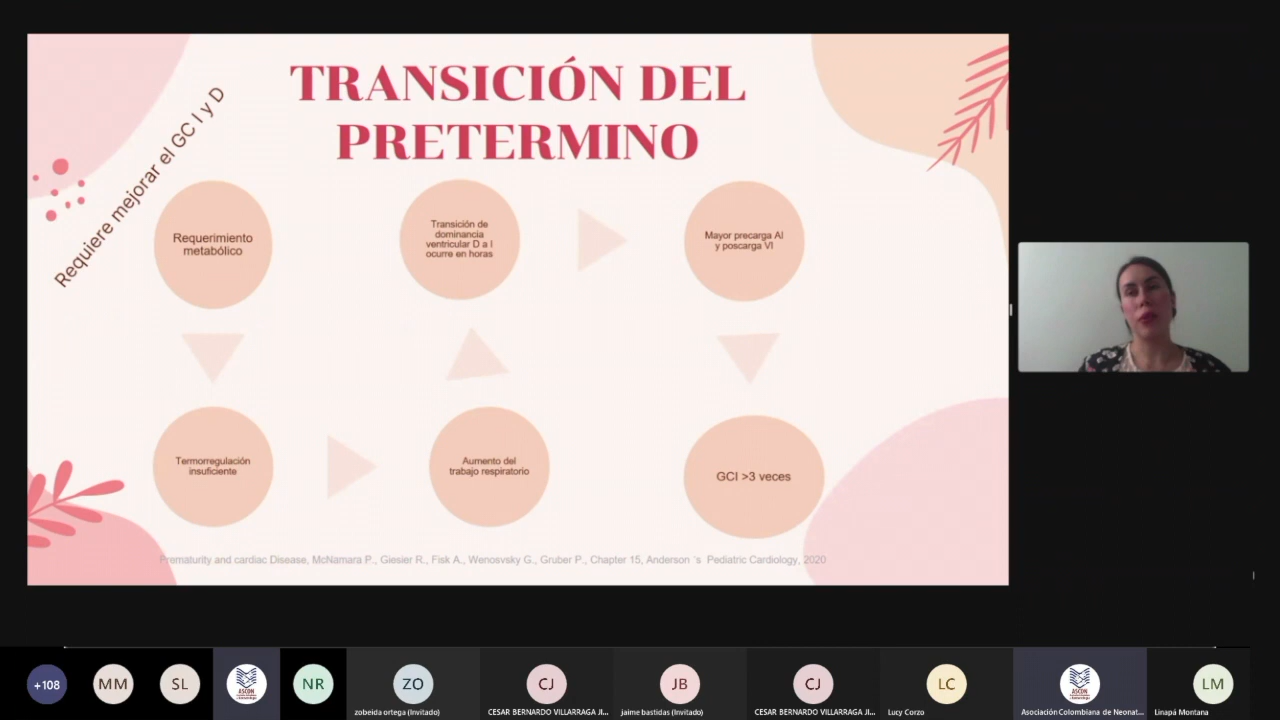 TRANSICIÓN DEL
PRETERMINO
Requiere mejorar el GC I y D
Requerimiento
metabólico
Termorregulación
insuficiente
Aumento del
trabajo respiratorio
Transición de
dominancia
ventricular D a I
ocurre en horas
Mayor precarga AI
y poscarga VI
GCI >3 veces
Prematurity and cardiac Disease, McNamara P., Giesier R., Fisk A., Wenosvsky G., Gruber P., Chapter 15, Anderson ´s Pediatric Cardiology, 2020
+108
MM
SL
ASCON
NR
ZO
zobeida ortega (Invitado)
CJ
CESAR BERNARDO VILLARRAGA JI...
JB
jaime bastidas (Invitado)
CJ
CESAR BERNARDO VILLARRAGA JI...
LC
Lucy Corzo
ASCON
Asociación Colombiana de Neonat...
LM
Linapá Montana